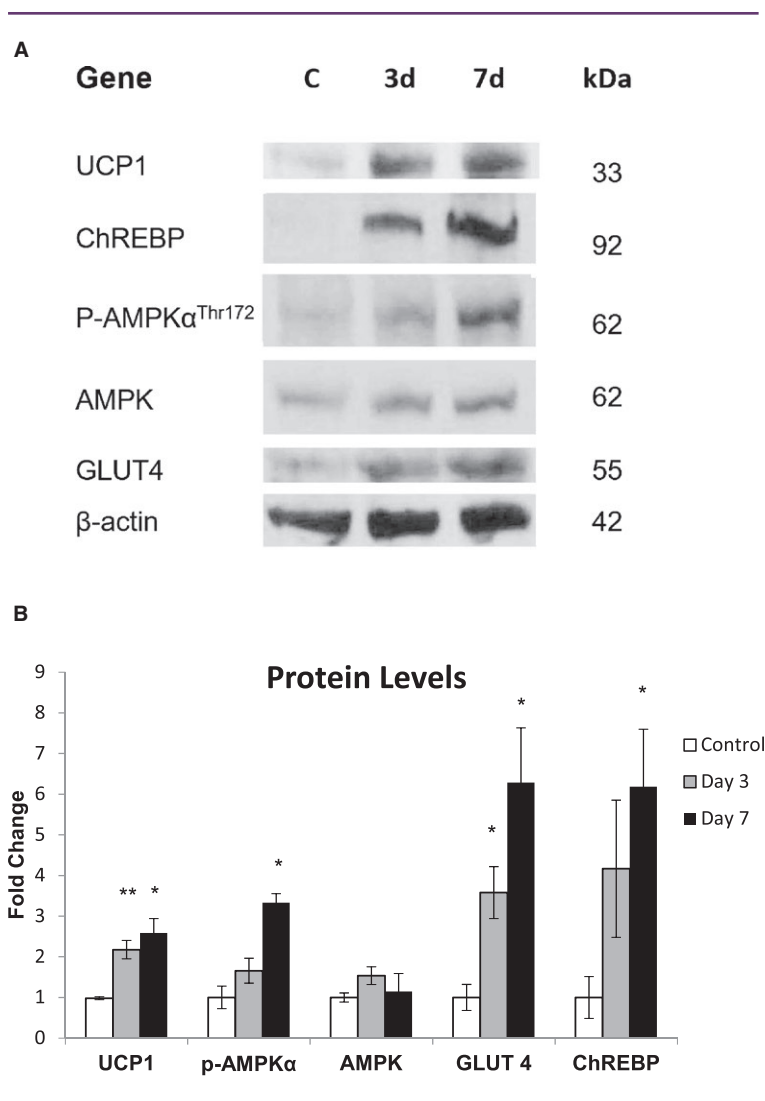 A
Gene C 3d 7d kDa
UCP1 33
ChREBP 92
P-AMPKαThr172 62
AMPK 62
GLUT4 55
β-actin 42
B
Protein Levels
Fold Change
9
8
7
6
5
4
3
2
1
0
** *
*
* *
*
Control
Day 3
Day 7
UCP1 p-AMPKα AMPK GLUT 4 ChREBP